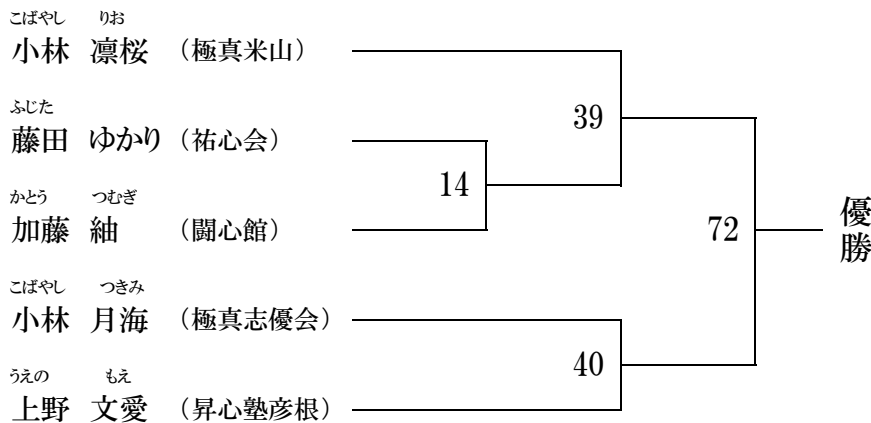 こばやし りお
小林 凛桜 （極真米山）
39
ふじた
藤田 ゆかり（祐心会）
14
かとう つむぎ
加藤 紬 （闘心館）
72
優勝
こばやし つきみ
小林 月海 （極真志優会）
40
うえの もえ
上野 文愛 （昇心塾彦根）